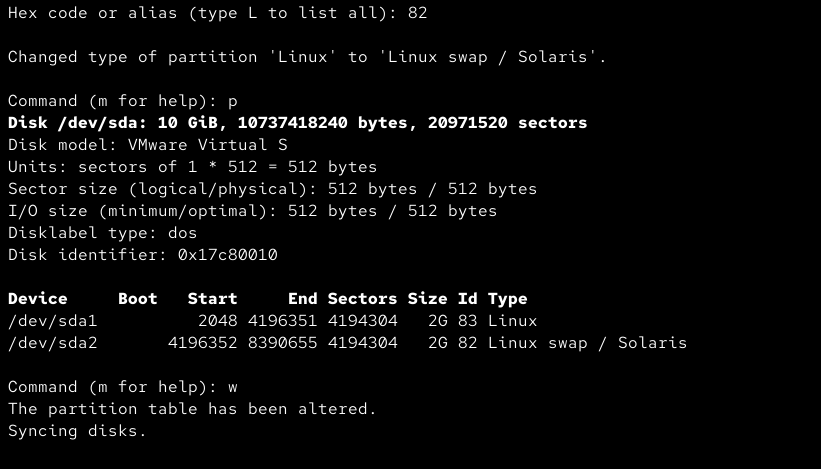 Hex code or alias (type L to list all): 82
Changed type of partition 'Linux' to 'Linux swap / Solaris'.
Command (m for help): p
Disk /dev/sda: 10 GiB, 10737418240 bytes, 20971520 sectors
Disk model: VMware Virtual S
Units: sectors of 1 * 512 = 512 bytes
Sector size (logical/physical): 512 bytes / 512 bytes
I/O size (minimum/optimal): 512 bytes / 512 bytes
Disklabel type: dos
Disk identifier: 0x17c80010
Device     Boot   Start     End Sectors Size Id Type
/dev/sda1          2048 4196351 4194304   2G 83 Linux
/dev/sda2       4196352 8390655 4194304   2G 82 Linux swap / Solaris
Command (m for help): w
The partition table has been altered.
Syncing disks.